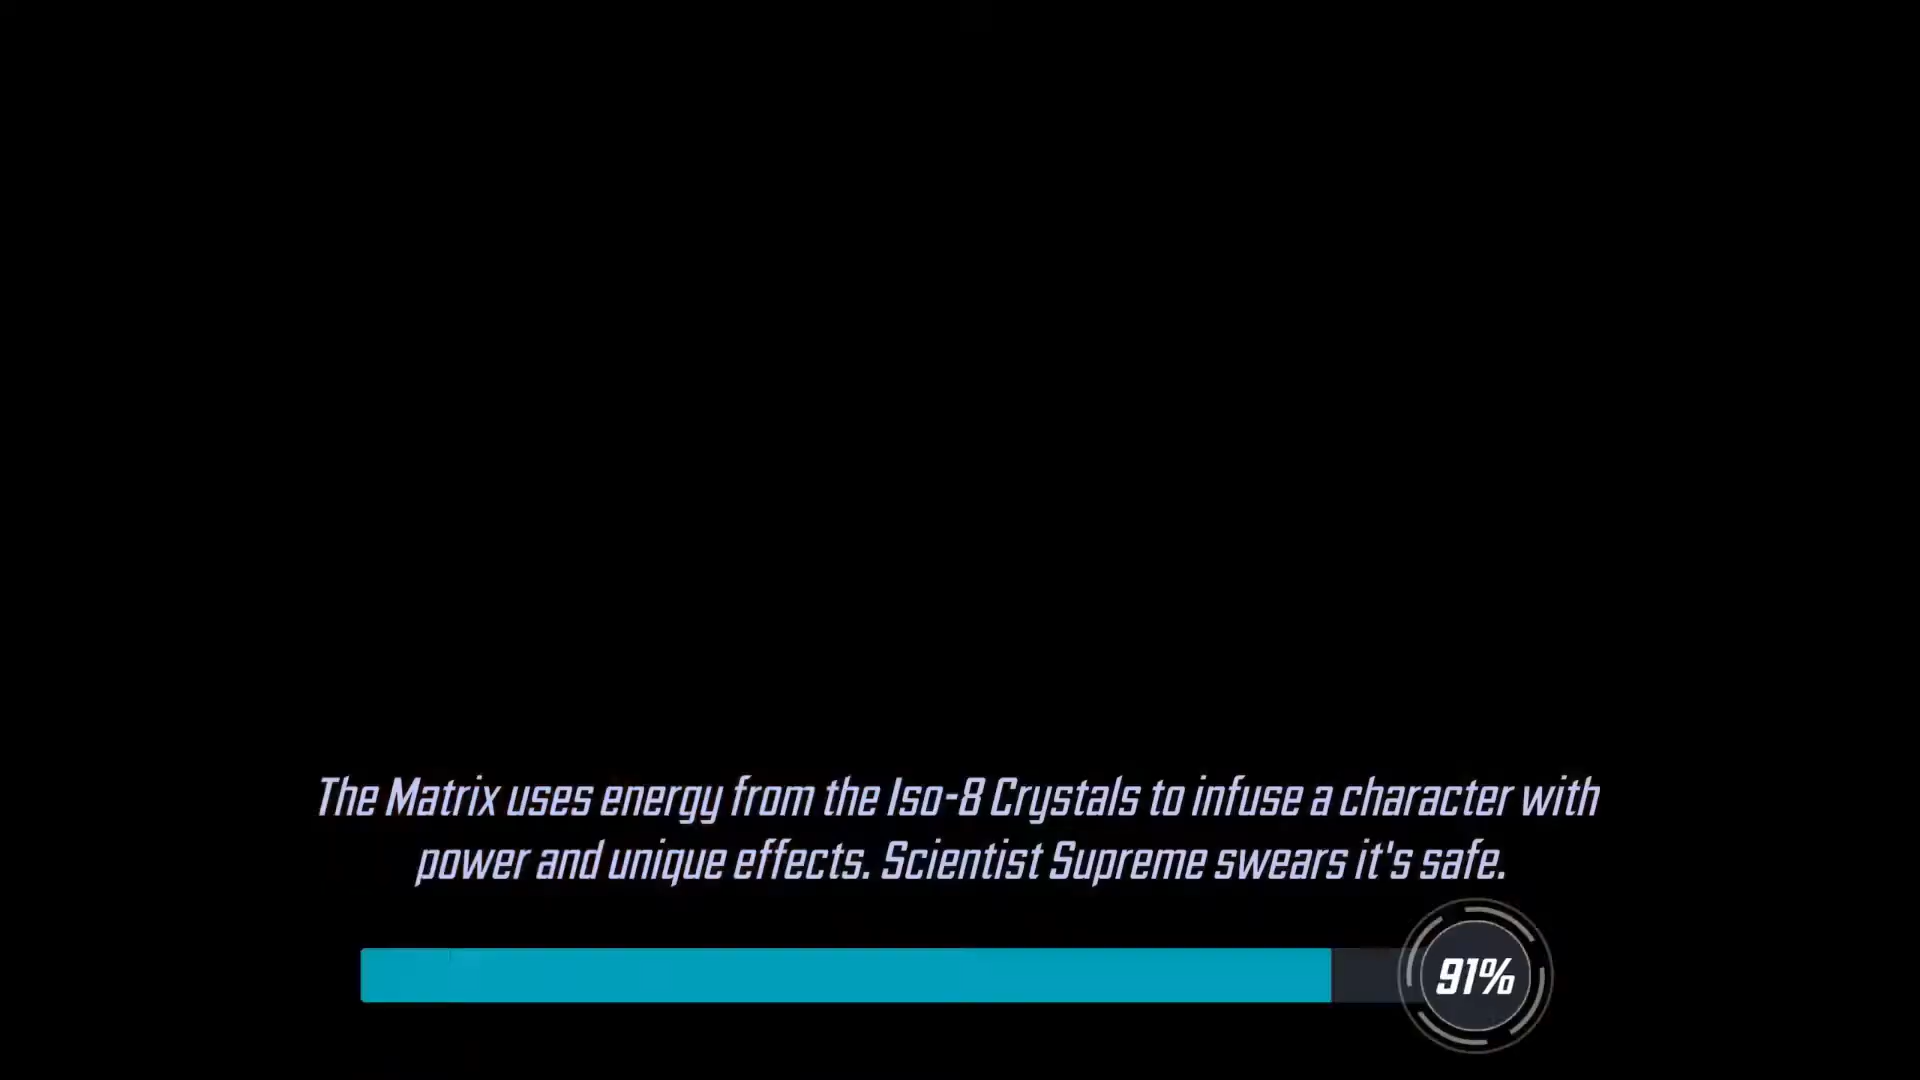 The Matrix uses energy from the Iso-8 Crystals to infuse a character with
power and unique effects. Scientist Supreme swears it's safe.
91%